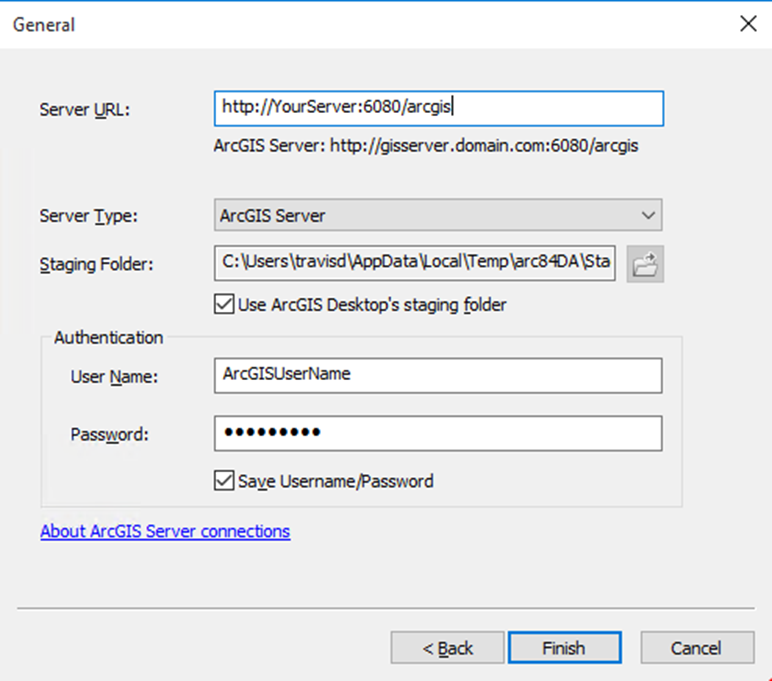 General
Server URL:
http://YourServer:6080/arcgis
ArcGIS Server: http://gisserver.domain.com:6080/arcgis
Server Type:
ArcGIS Server
Staging Folder:
C:\Users\travisd\AppData\Local\Temp\arc84DA\Sta
Use ArcGIS Desktop's staging folder
Authentication
User Name:
ArcGISUserName
Password:
●●●●●●●●●
Save Username/Password
About ArcGIS Server connections
< Back
Finish
Cancel